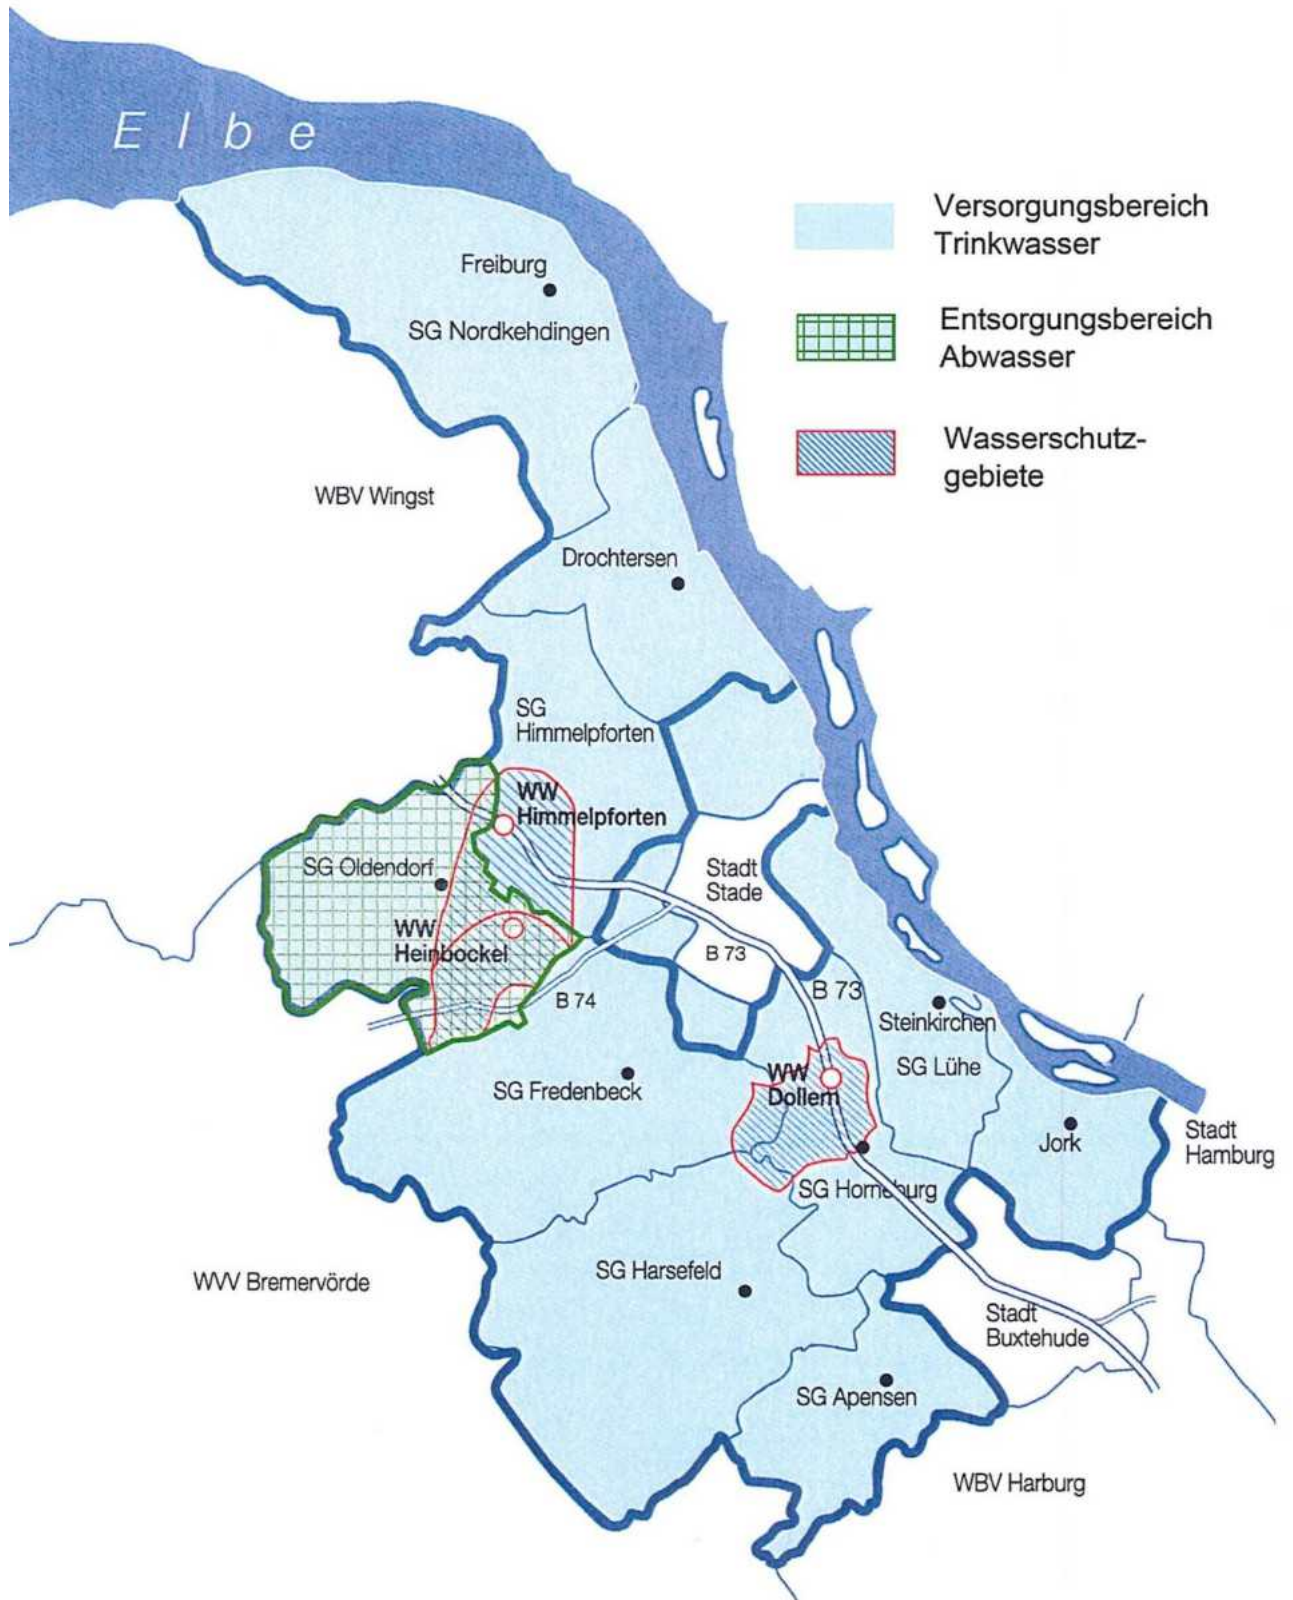 Elbe
Versorgungsbereich
Trinkwasser
Freiburg
SG Nordkehdingen
Entsorgungsbereich
Abwasser
Wasserschutz-
gebiete
WBV Wingst
Drochtersen
SG
Himmelpforten
WW
Himmelpforten
SG Oldendorf
Stadt
Stade
WW
Heinbockel
B 73
B 74
B 73
Steinkirchen
SG Lühe
WW
Dollern
SG Fredenbeck
Jork
Stadt
Hamburg
SG Horneburg
SG Harsefeld
WVV Bremervörde
Stadt
Buxtehude
SG Apensen
WBV Harburg